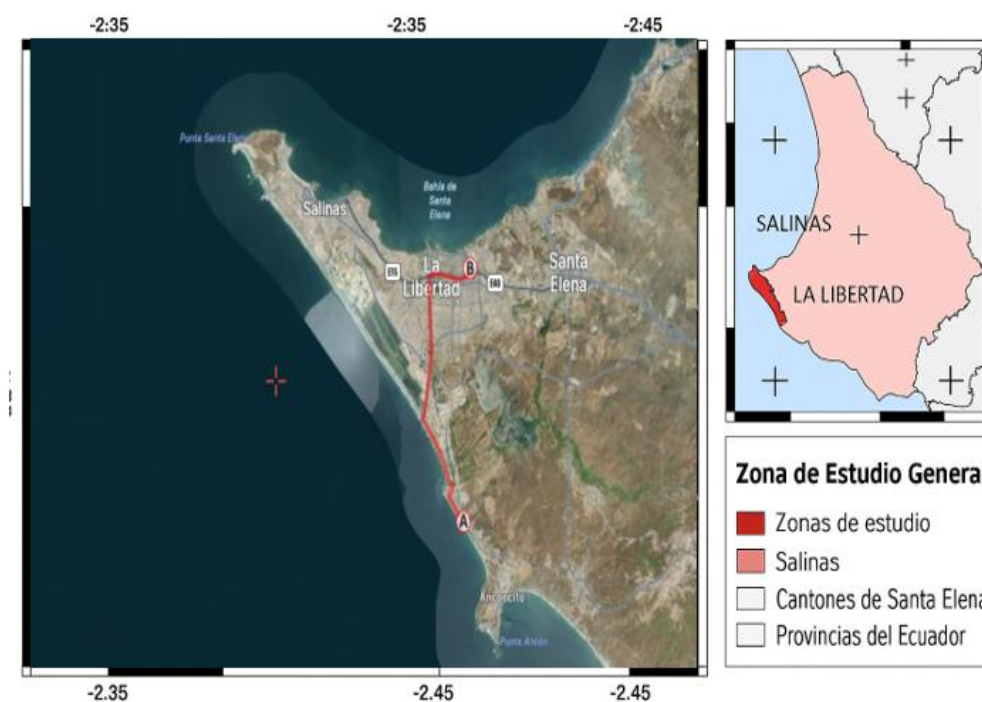 -2:35 -2:35 -2:45
Punta Santa Elena
Salinas
Bahía de
Santa
Elena
La
Libertad
B
E15
E40
Santa
Elena
A
Anconcito
Punta Ancón
-2.35 -2.45 -2.45
SALINAS
LA LIBERTAD
Zona de Estudio Genera
Zonas de estudio
Salinas
Cantones de Santa Elena
Provincias del Ecuador